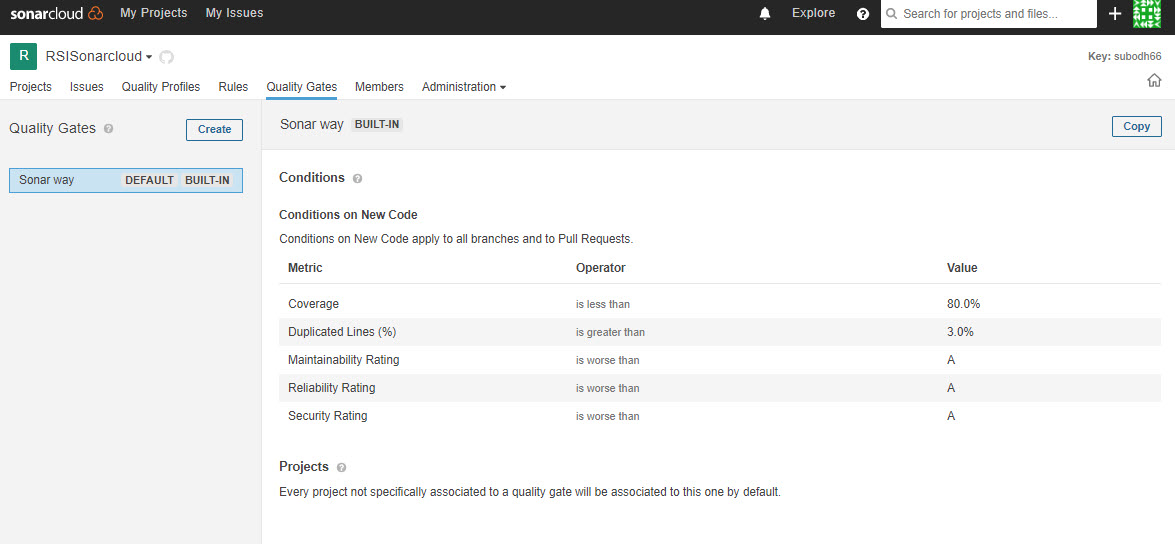 sonarcloud My Projects My Issues Explore ? Search for projects and files... +
R RSISonarcloud Key: subodh66
Projects Issues Quality Profiles Rules Quality Gates Members Administration
Quality Gates ? Create
Sonar way DEFAULT BUILT-IN
Sonar way BUILT-IN Copy
Conditions ?
Conditions on New Code
Conditions on New Code apply to all branches and to Pull Requests.
Metric Operator Value
Coverage is less than 80.0%
Duplicated Lines (%) is greater than 3.0%
Maintainability Rating is worse than A
Reliability Rating is worse than A
Security Rating is worse than A
Projects ?
Every project not specifically associated to a quality gate will be associated to this one by default.